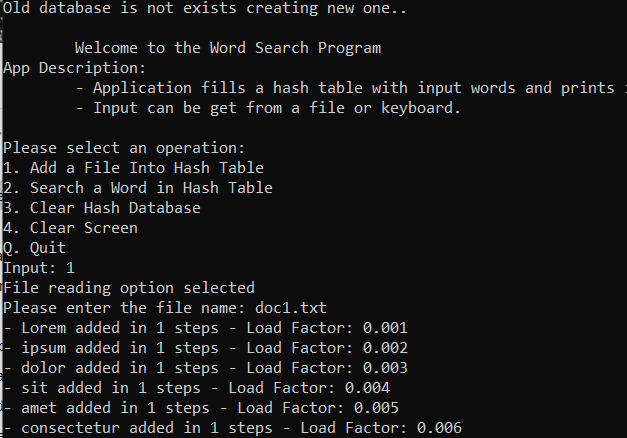 Old database is not exists creating new one..
Welcome to the Word Search Program
App Description:
- Application fills a hash table with input words and prints
- Input can be get from a file or keyboard.
Please select an operation:
1. Add a File Into Hash Table
2. Search a Word in Hash Table
3. Clear Hash Database
4. Clear Screen
Q. Quit
Input: 1
File reading option selected
Please enter the file name: doc1.txt
- Lorem added in 1 steps - Load Factor: 0.001
- ipsum added in 1 steps - Load Factor: 0.002
- dolor added in 1 steps - Load Factor: 0.003
- sit added in 1 steps - Load Factor: 0.004
- amet added in 1 steps - Load Factor: 0.005
- consectetur added in 1 steps - Load Factor: 0.006